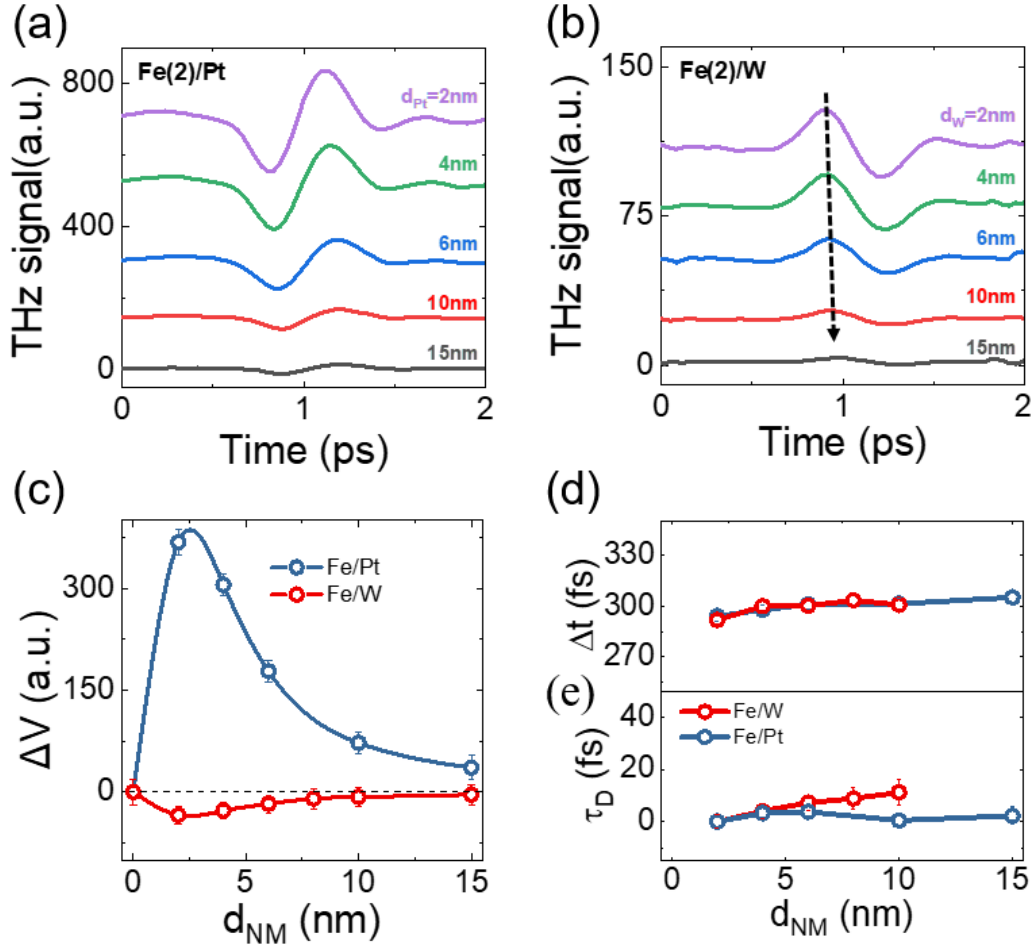 (a)
Fe(2)/Pt
d_Pt=2nm
4nm
6nm
10nm
15nm
800
400
0
THz signal(a.u.)
0 1 2
Time (ps)
(b)
Fe(2)/W
d_W=2nm
4nm
6nm
10nm
15nm
150
75
0
THz signal(a.u.)
0 1 2
Time (ps)
(c)
Fe/Pt
Fe/W
300
150
0
ΔV (a.u.)
0 5 10 15
d_NM (nm)
(d)
330
300
270
Δt (fs)
(e)
Fe/W
Fe/Pt
40
20
0
τ_D (fs)
0 5 10 15
d_NM (nm)